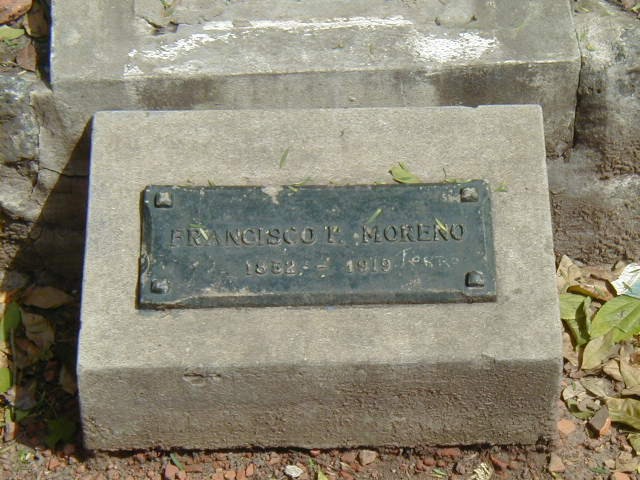 FRANCISCO P. MORENO
1852 - 1919